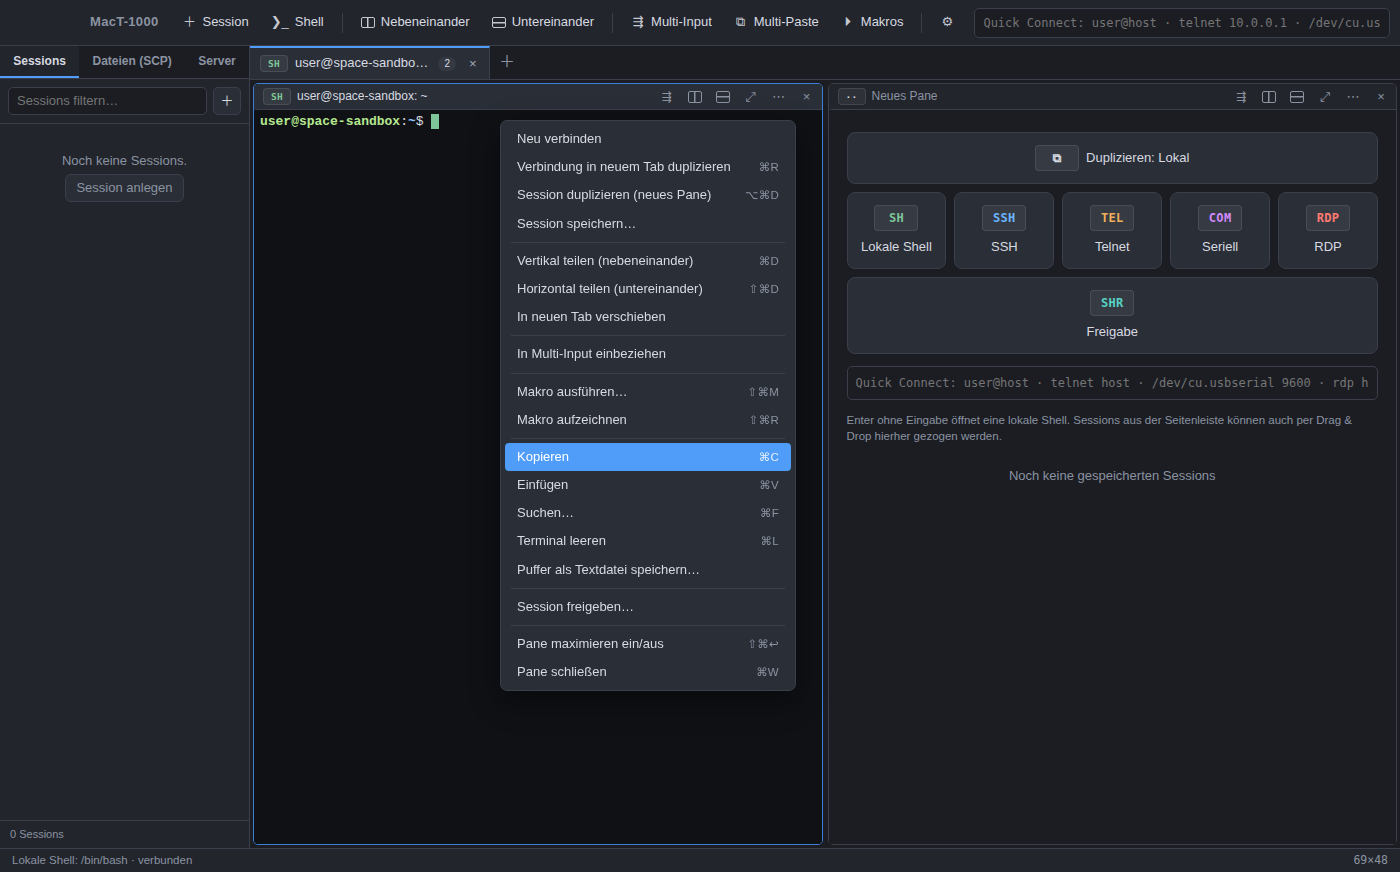 MacT-1000
+ Session
❯_ Shell
Nebeneinander
Untereinander
Multi-Input
Multi-Paste
Makros
Quick Connect: user@host · telnet 10.0.0.1 · /dev/cu.us
Sessions
Dateien (SCP)
Server
SH user@space-sandbo… 2 ×
+
Sessions filtern…
+
Noch keine Sessions.
Session anlegen
0 Sessions
SH user@space-sandbox: ~
user@space-sandbox:~$
Neu verbinden
Verbindung in neuem Tab duplizieren ⌘R
Session duplizieren (neues Pane) ⌥⌘D
Session speichern…
Vertikal teilen (nebeneinander) ⌘D
Horizontal teilen (untereinander) ⇧⌘D
In neuen Tab verschieben
In Multi-Input einbeziehen
Makro ausführen… ⇧⌘M
Makro aufzeichnen ⇧⌘R
Kopieren ⌘C
Einfügen ⌘V
Suchen… ⌘F
Terminal leeren ⌘L
Puffer als Textdatei speichern…
Session freigeben…
Pane maximieren ein/aus ⇧⌘↩
Pane schließen ⌘W
·· Neues Pane
Duplizieren: Lokal
SH
Lokale Shell
SSH
SSH
TEL
Telnet
COM
Seriell
RDP
RDP
SHR
Freigabe
Quick Connect: user@host · telnet host · /dev/cu.usbserial 9600 · rdp h
Enter ohne Eingabe öffnet eine lokale Shell. Sessions aus der Seitenleiste können auch per Drag &
Drop hierher gezogen werden.
Noch keine gespeicherten Sessions
Lokale Shell: /bin/bash · verbunden
69×48